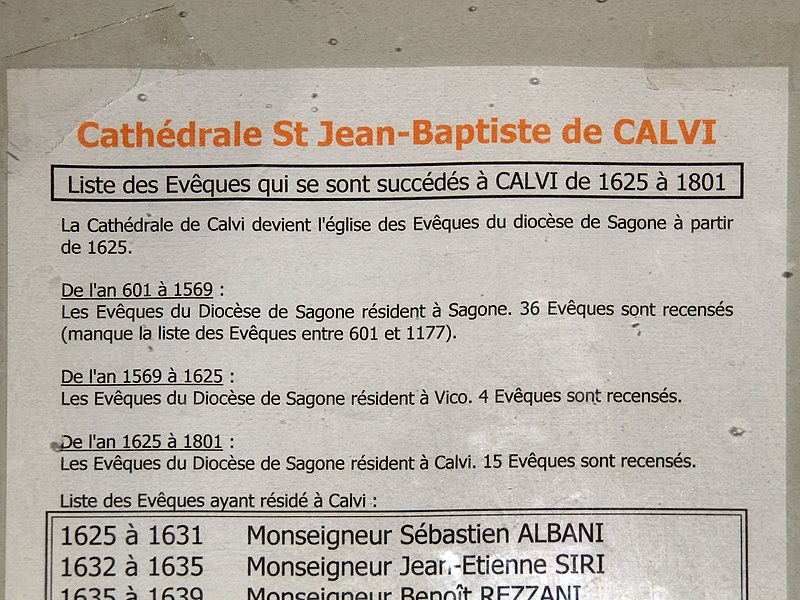 Cathédrale St Jean-Baptiste de CALVI
Liste des Evêques qui se sont succédés à CALVI de 1625 à 1801
La Cathédrale de Calvi devient l'église des Evêques du diocèse de Sagone à partir
de 1625.
De l'an 601 à 1569 :
Les Evêques du Diocèse de Sagone résident à Sagone. 36 Evêques sont recensés
(manque la liste des Evêques entre 601 et 1177).
De l'an 1569 à 1625 :
Les Evêques du Diocèse de Sagone résident à Vico. 4 Evêques sont recensés.
De l'an 1625 à 1801 :
Les Evêques du Diocèse de Sagone résident à Calvi. 15 Evêques sont recensés.
Liste des Evêques ayant résidé à Calvi :
1625 à 1631 Monseigneur Sébastien ALBANI
1632 à 1635 Monseigneur Jean-Etienne SIRI
1635 à 1639 Monseigneur Benoît REZZANI